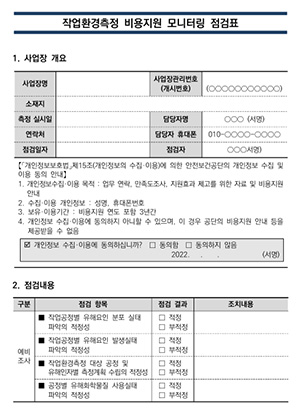 작업환경측정 비용지원 모니터링 점검표
1. 사업장 개요
사업장명
사업장관리번호
(개시번호)
(○○○○○○○○○○○)
소재지
측정 실시일
담당자명
○○○ (서명)
연락처
담당자 휴대폰
010-○○○○-○○○○
점검일자
점검자
○○○서명)
【「개인정보보호법」제15조(개인정보의 수집·이용)에 의한 안전보건공단의 개인정보 수집 및
이용 동의 안내】
1. 개인정보수집·이용 목적 : 업무 연락, 만족도조사, 지원효과 제고를 위한 자료 및 비용지원
안내
2. 수집·이용 개인정보 : 성명, 휴대폰번호
3. 보유·이용기간 : 비용지원 연도 포함 3년간
4. 개인정보 수집·이용에 동의하지 아니할 수 있으며, 이 경우 공단의 비용지원 안내 등을
제공받을 수 없음
☑ 개인정보 수집·이용에 동의하십니까? □ 동의함 □ 동의하지 않음
2022. . . (서명)
2. 점검내용
구분
점검 항목
점검 결과
조치내용
예비
조사
■ 작업공정별 유해요인 분포 실태
파악의 적정성
□ 적정
□ 부적정
■ 작업공정별 유해요인 발생실태
파악의 적정성
□ 적정
□ 부적정
■ 작업환경측정 대상 공정 및
유해인자별 측정계획 수립의 적정성
□ 적정
□ 부적정
■ 공정별 유해화학물질 사용실태
파악의 적정성
□ 적정
□ 부적정